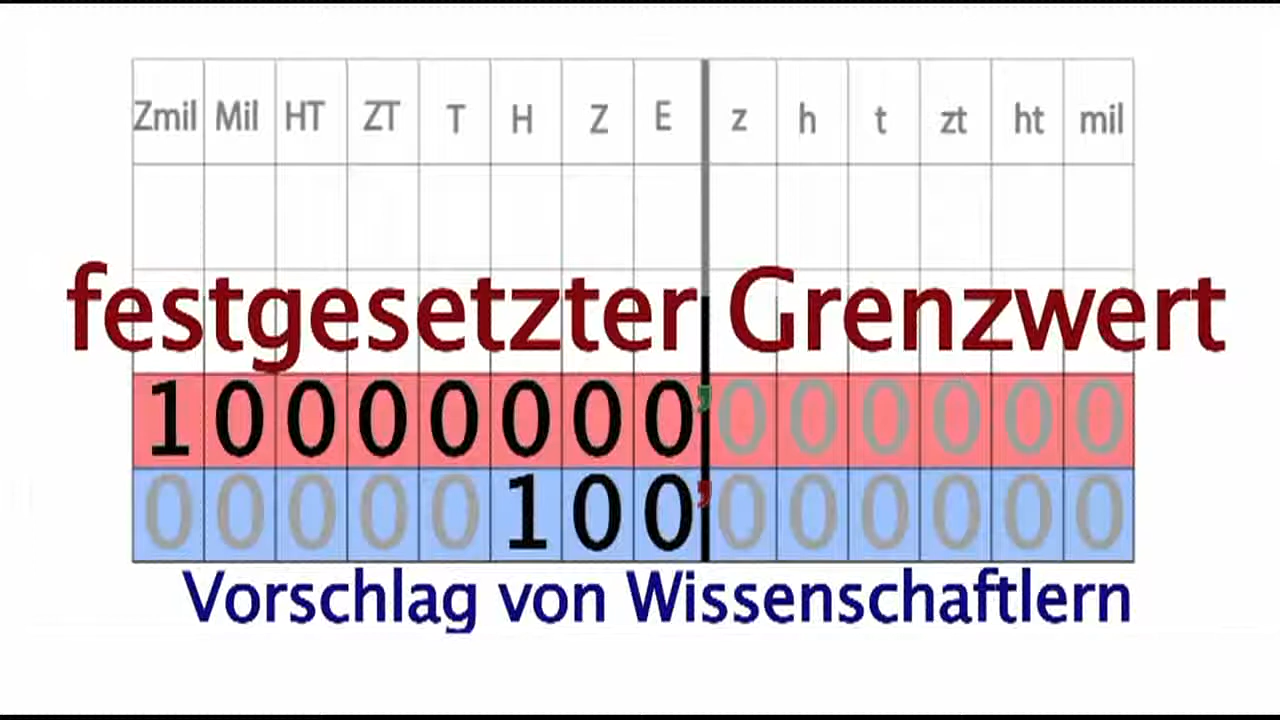 Zmil Mil HT ZT T H Z E z h t zt ht mil
festgesetzter Grenzwert
10000000,000000
00000100,000000
Vorschlag von Wissenschaftlern